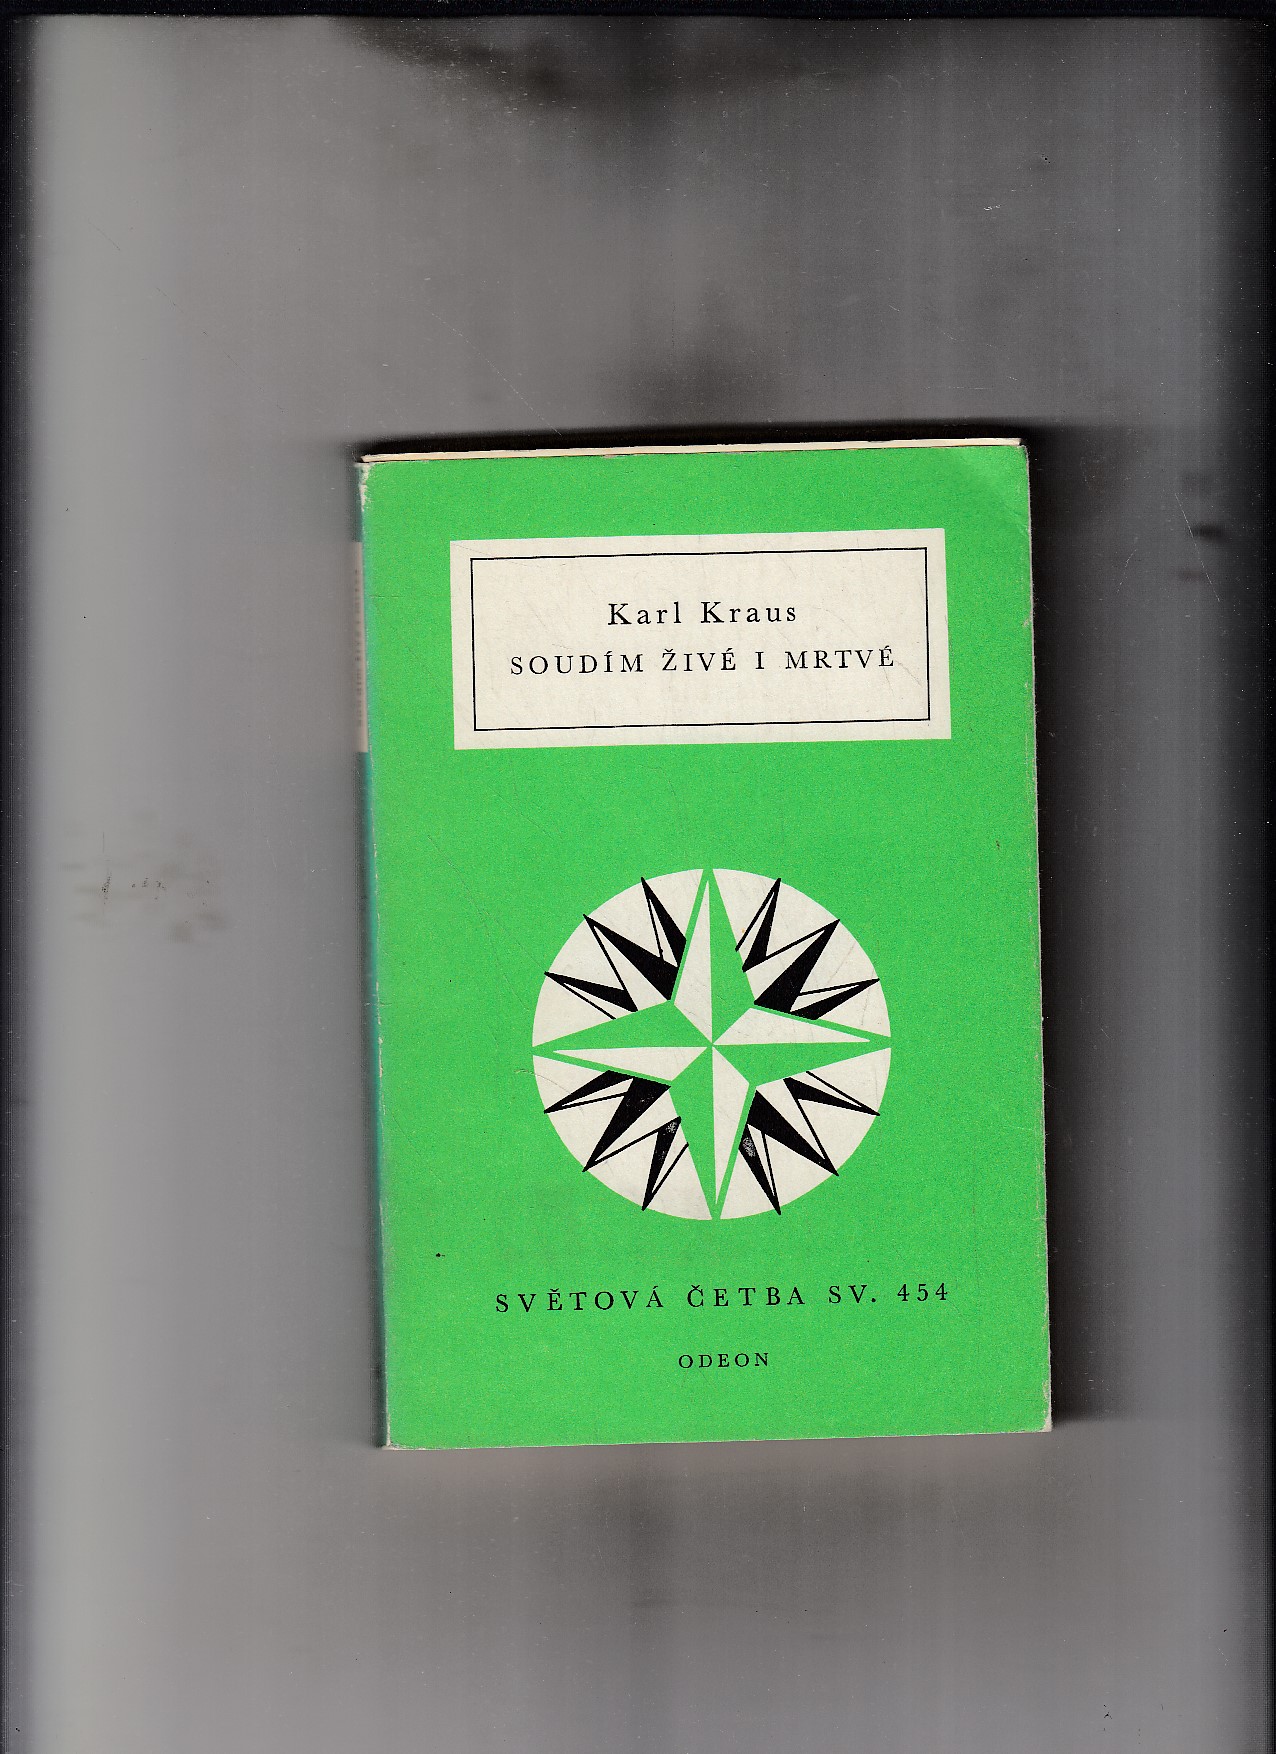 Karl Kraus
SOUDÍM ŽIVÉ I MRTVÉ
SVĚTOVÁ ČETBA SV. 454
ODEON